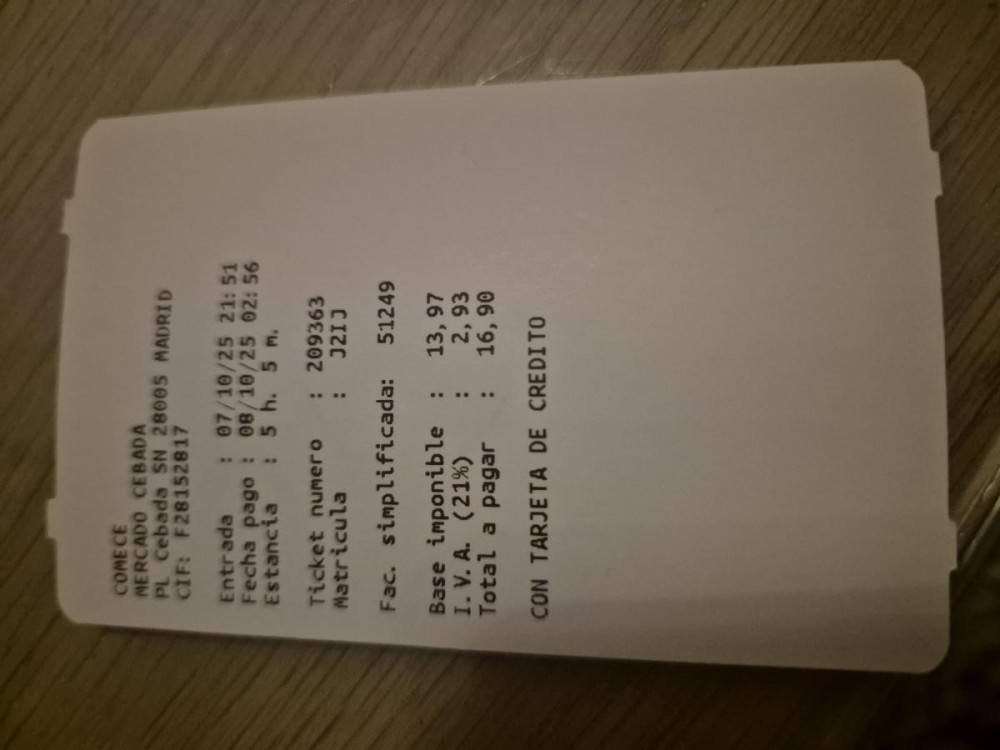 COMECE
MERCADO CEBADA
PL Cebada SN 28005 MADRID
CIF: F28152817
Entrada : 07/10/25 21:51
Fecha pago : 08/10/25 02:56
Estancia : 5 h. 5 m.
Ticket numero : 209363
Matricula : J2IJ
Fac. simplificada: 51249
Base imponible : 13,97
I.V.A. (21%) : 2,93
Total a pagar : 16,90
CON TARJETA DE CREDITO